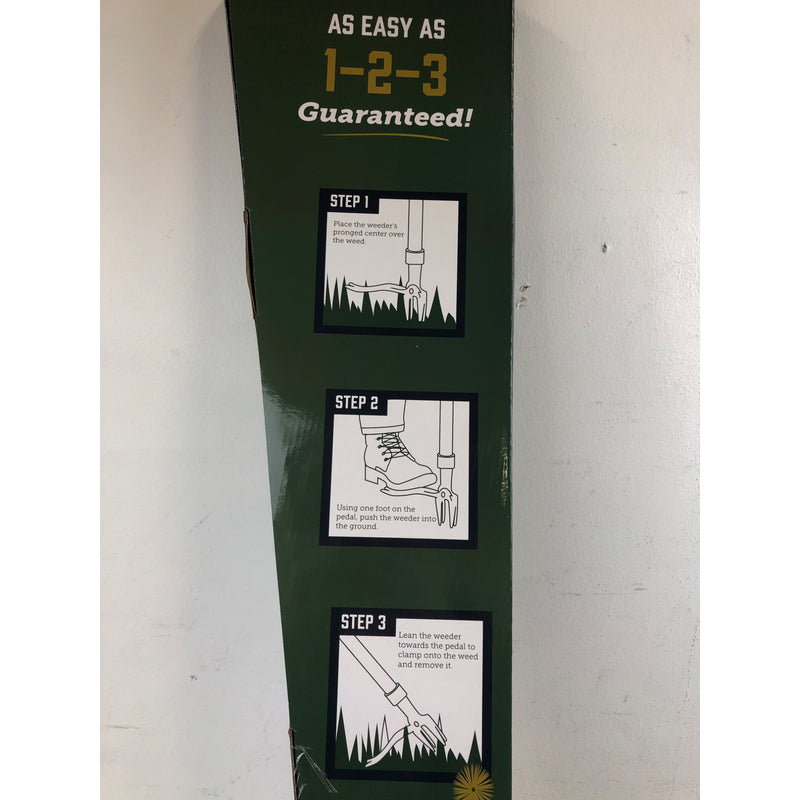 AS EASY AS
1-2-3
Guaranteed!
STEP 1
Place the weeder's
pronged center over
the weed.
STEP 2
Using one foot on the
pedal, push the weeder into
the ground.
STEP 3
Lean the weeder
towards the pedal to
clamp onto the weed
and remove it.